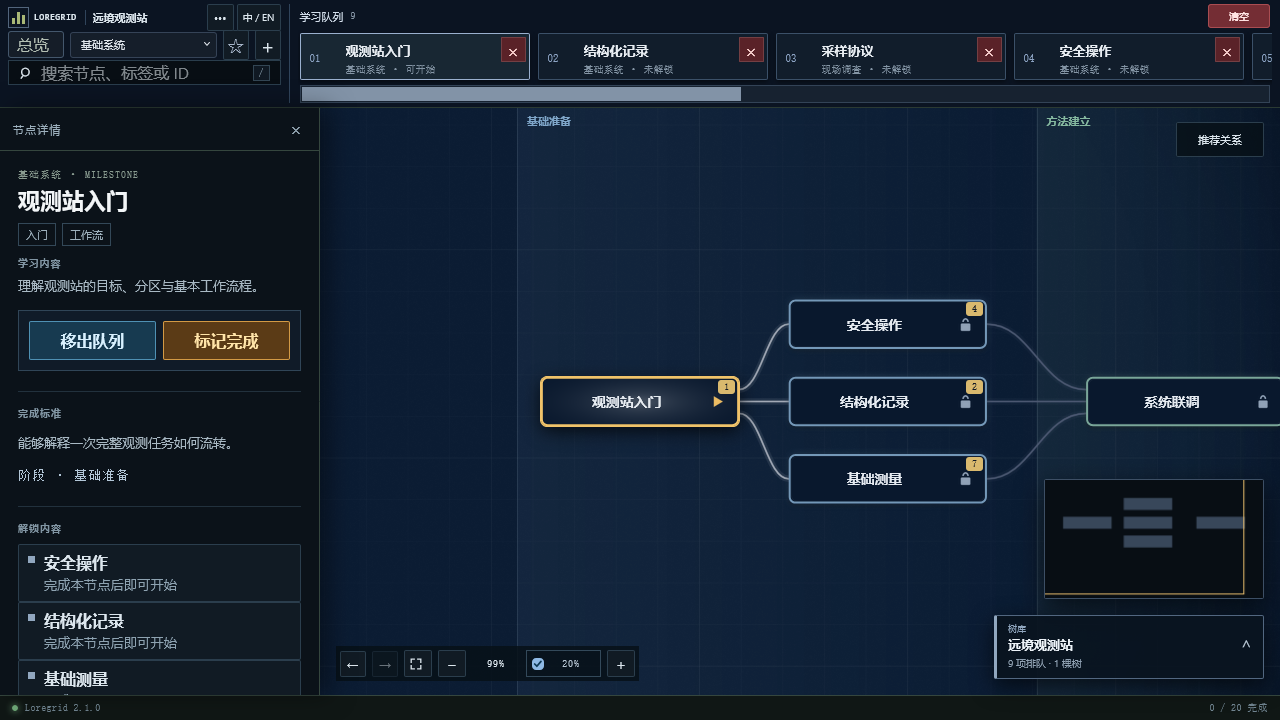 LOREGRID 远境观测站
•••
中 / EN
总览
基础系统
搜索节点、标签或 ID
/
学习队列 9
清空
01 观测站入门
基础系统 • 可开始
02 结构化记录
基础系统 • 未解锁
03 采样协议
现场调查 • 未解锁
04 安全操作
基础系统 • 未解锁
05
节点详情
基础系统 • MILESTONE
观测站入门
入门 工作流
学习内容
理解观测站的目标、分区与基本工作流程。
移出队列 标记完成
完成标准
能够解释一次完整观测任务如何流转。
阶段 · 基础准备
解锁内容
安全操作
完成本节点后即可开始
结构化记录
完成本节点后即可开始
基础测量
基础准备
方法建立
推荐关系
4
安全操作
1
观测站入门
2
结构化记录
系统联调
7
基础测量
99%
20%
树库
远境观测站
9 项排队 · 1 棵树
Loregrid 2.1.0
0 / 20 完成